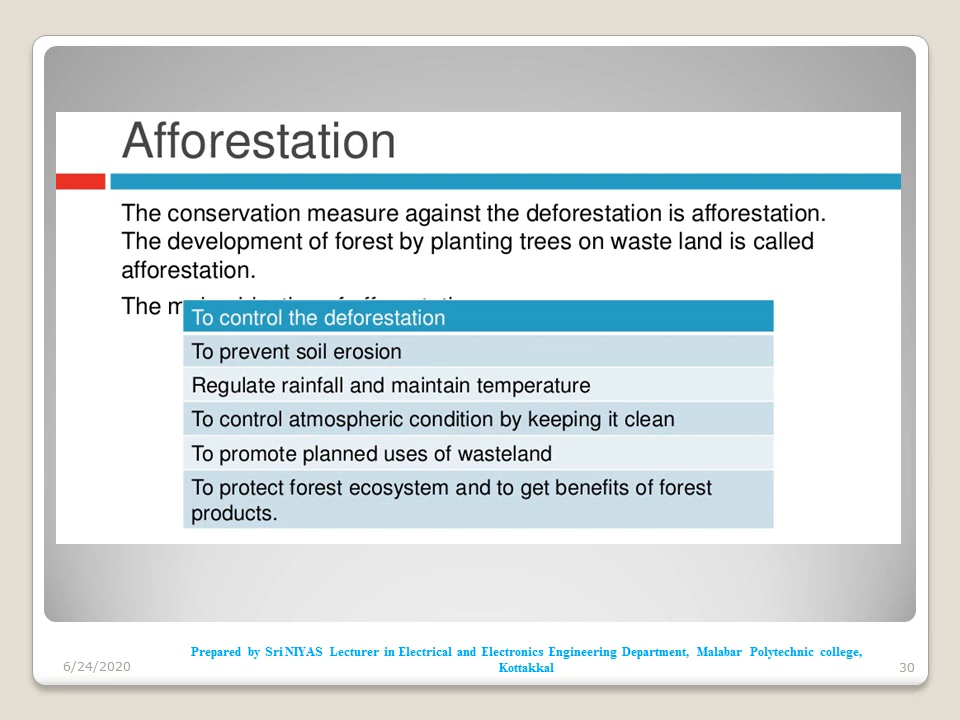 Afforestation
The conservation measure against the deforestation is afforestation.
The development of forest by planting trees on waste land is called
afforestation.
The
To control the deforestation
To prevent soil erosion
Regulate rainfall and maintain temperature
To control atmospheric condition by keeping it clean
To promote planned uses of wasteland
To protect forest ecosystem and to get benefits of forest
products.
Prepared by Sri NIYAS Lecturer in Electrical and Electronics Engineering Department, Malabar Polytechnic college,
Kottakkal
6/24/2020
30